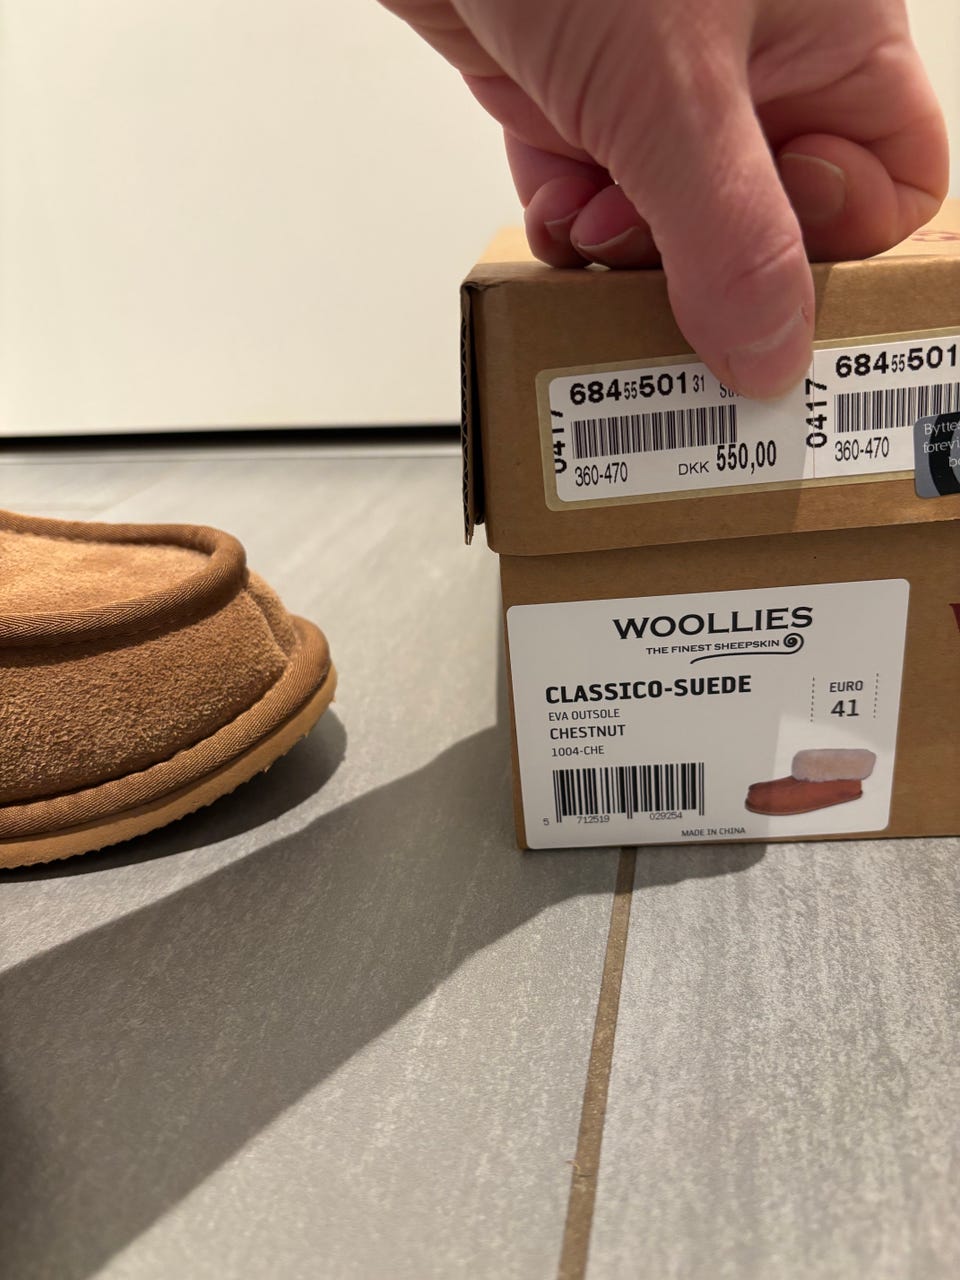 684 55 501 31
0417
360-470
DKK 550,00
684 55 501
0417
360-470
WOOLLIES
THE FINEST SHEEPSKIN
CLASSICO-SUEDE
EVA OUTSOLE
CHESTNUT
1004-CHE
EURO
41
5 712519 029254
MADE IN CHINA